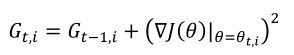 G_{t,i} = G_{t-1,i} + (∇J(θ)|_{θ=θ_{t,i}})^2